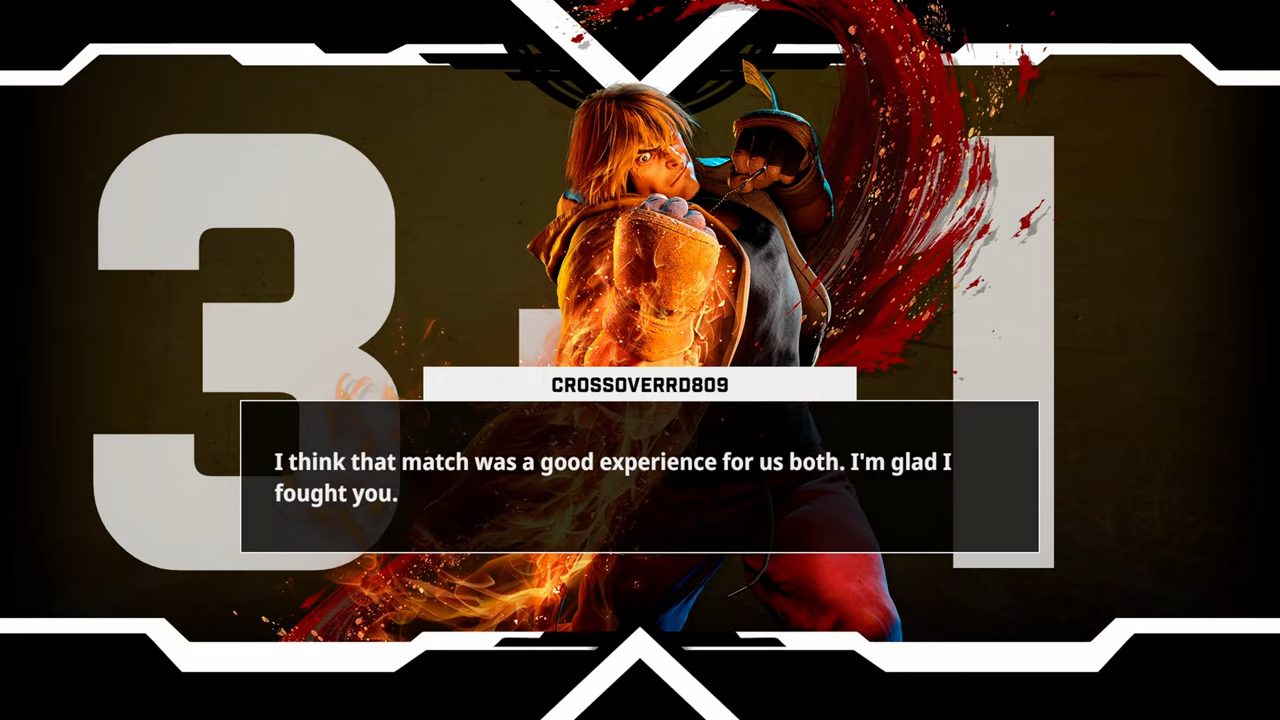 3 - 1
CROSSOVERRD809
I think that match was a good experience for us both. I'm glad I
fought you.